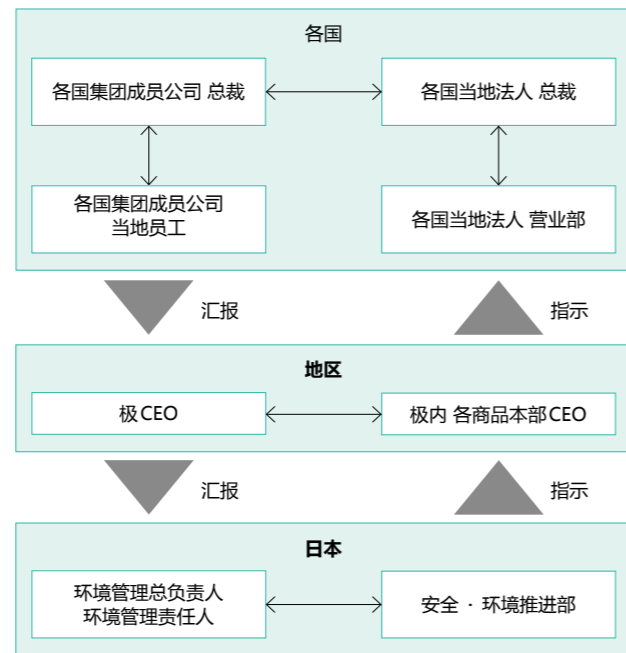 各国
各国集团成员公司 总裁
各国当地法人 总裁
各国集团成员公司
当地员工
各国当地法人 营业部
汇报
指示
地区
极CEO
极内 各商品本部CEO
汇报
指示
日本
环境管理总负责人
环境管理责任人
安全 · 环境推进部